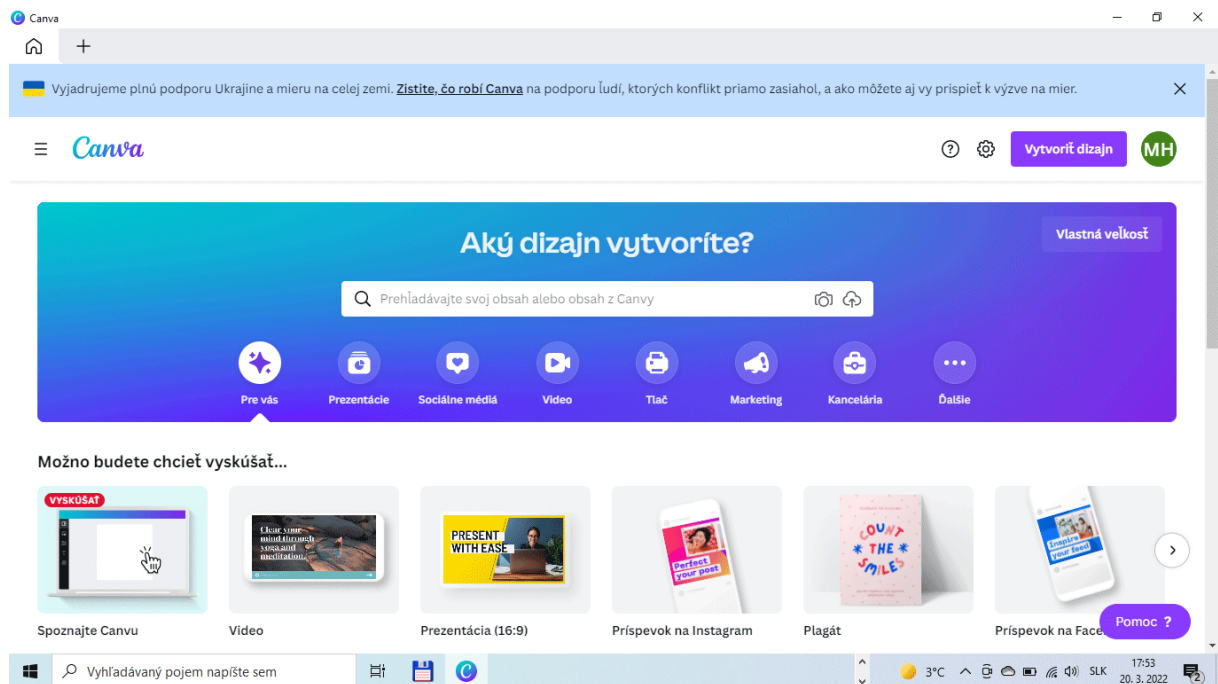 Canva
Vyjadrujeme plnú podporu Ukrajine a mieru na celej zemi. Zistite, čo robí Canva na podporu ľudí, ktorých konflikt priamo zasiahol, a ako môžete aj vy prispieť k výzve na mier.
Canva
Vytvoriť dizajn
MH
Aký dizajn vytvoríte?
Vlastná veľkosť
Prehľadávajte svoj obsah alebo obsah z Canvy
Pre vás
Prezentácie
Sociálne médiá
Video
Tlač
Marketing
Kancelária
Ďalšie
Možno budete chcieť vyskúšať...
VYSKÚŠAŤ
Clear your
mind through
yoga and
meditation.
PRESENT
WITH EASE
Perfect
your post
COUNT
THE
SMILES
Inspire
your feed
Spoznajte Canvu
Video
Prezentácia (16:9)
Príspevok na Instagram
Plagát
Príspevok na Face
Pomoc ?
Vyhľadávaný pojem napíšte sem
3°C
SLK
17:53
20. 3. 2022
2